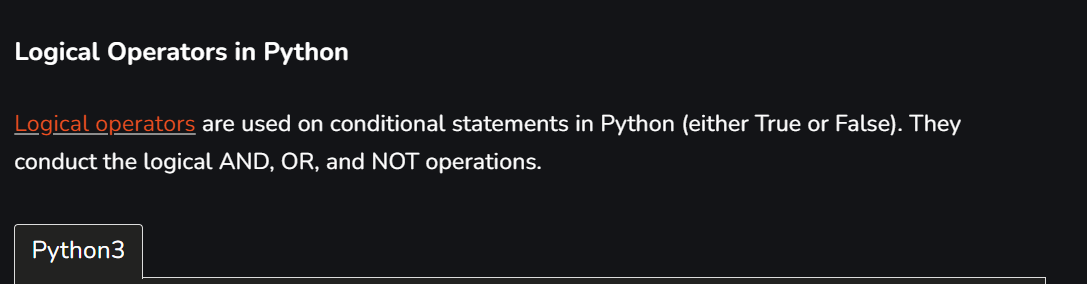 Logical Operators in Python
Logical operators are used on conditional statements in Python (either True or False). They
conduct the logical AND, OR, and NOT operations.
Python3